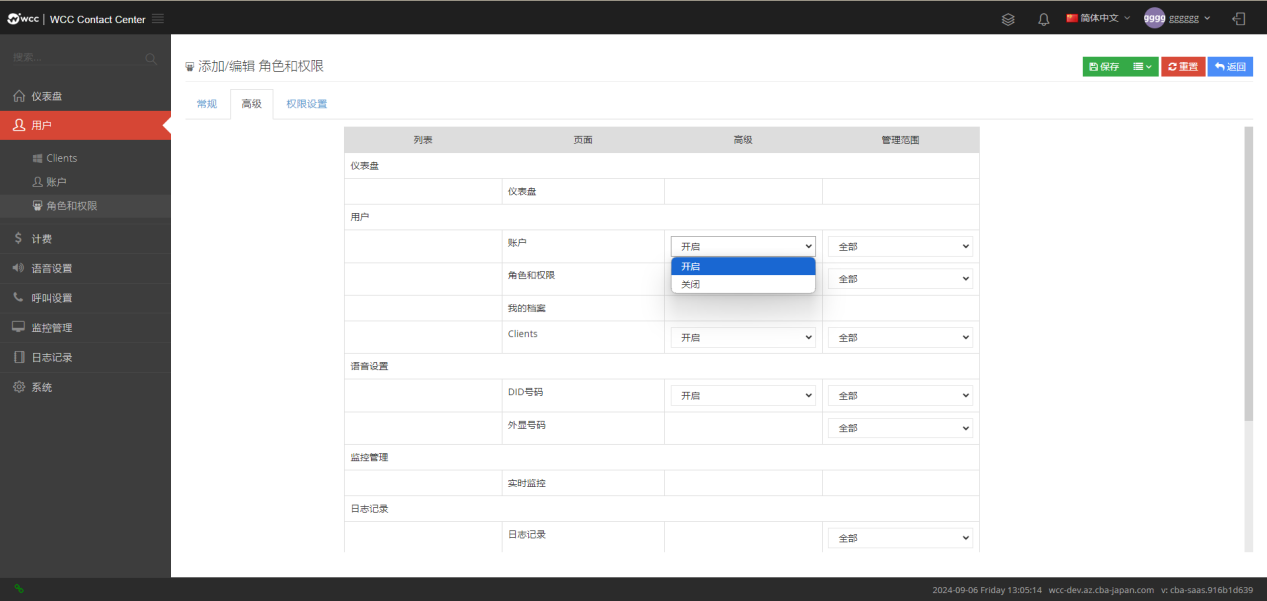 wcc | WCC Contact Center
简体中文
gggg gggggg
搜索...
仪表盘
用户
Clients
账户
角色和权限
计费
语音设置
呼叫设置
监控管理
日志记录
系统
添加/编辑 角色和权限
保存 重置 返回
常规 高级 权限设置
列表 页面 高级 管理范围
仪表盘
仪表盘
用户
账户 开启 全部
开启
关闭
角色和权限 全部
我的档案
Clients 开启 全部
语音设置
DID号码 开启 全部
外显号码 全部
监控管理
实时监控
日志记录
日志记录 全部
2024-09-06 Friday 13:05:14 wcc-dev.az.cba-japan.com v: cba-saas.916b1d639